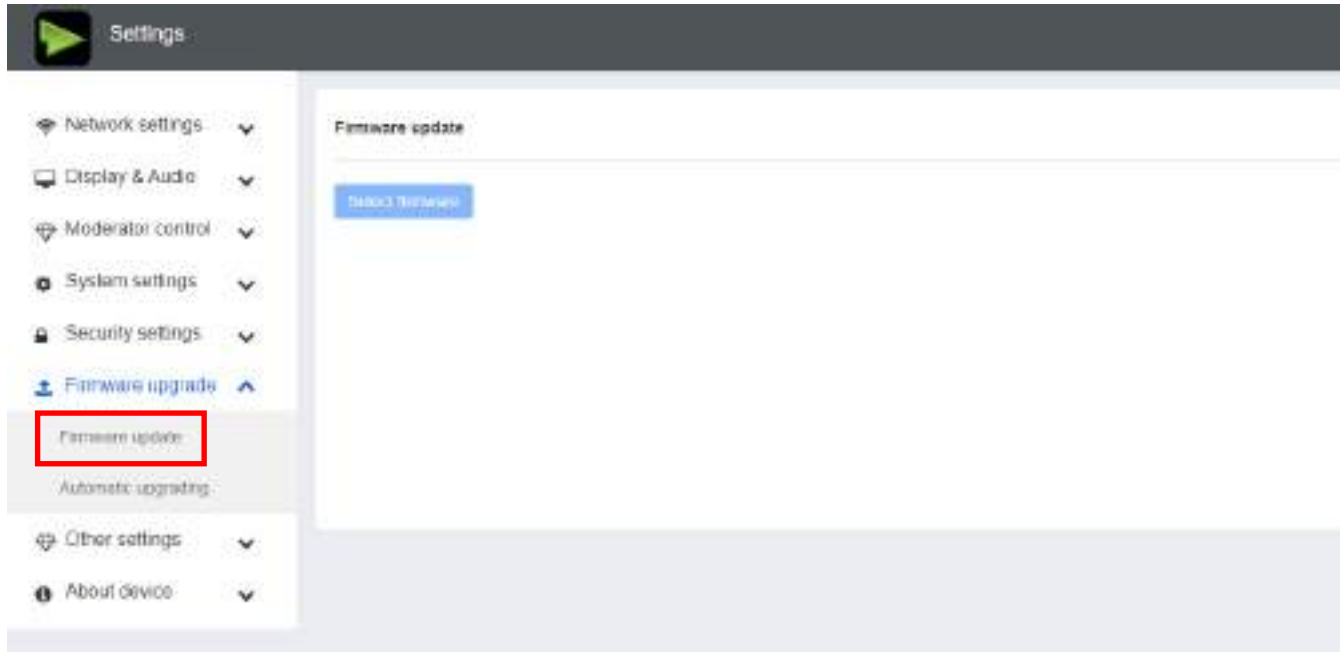 Settings
Network settings
Display & Audio
Moderator control
System settings
Security settings
Firmware upgrade
Firmware update
Automatic upgrading
Other settings
About device
Firmware update
Select firmware